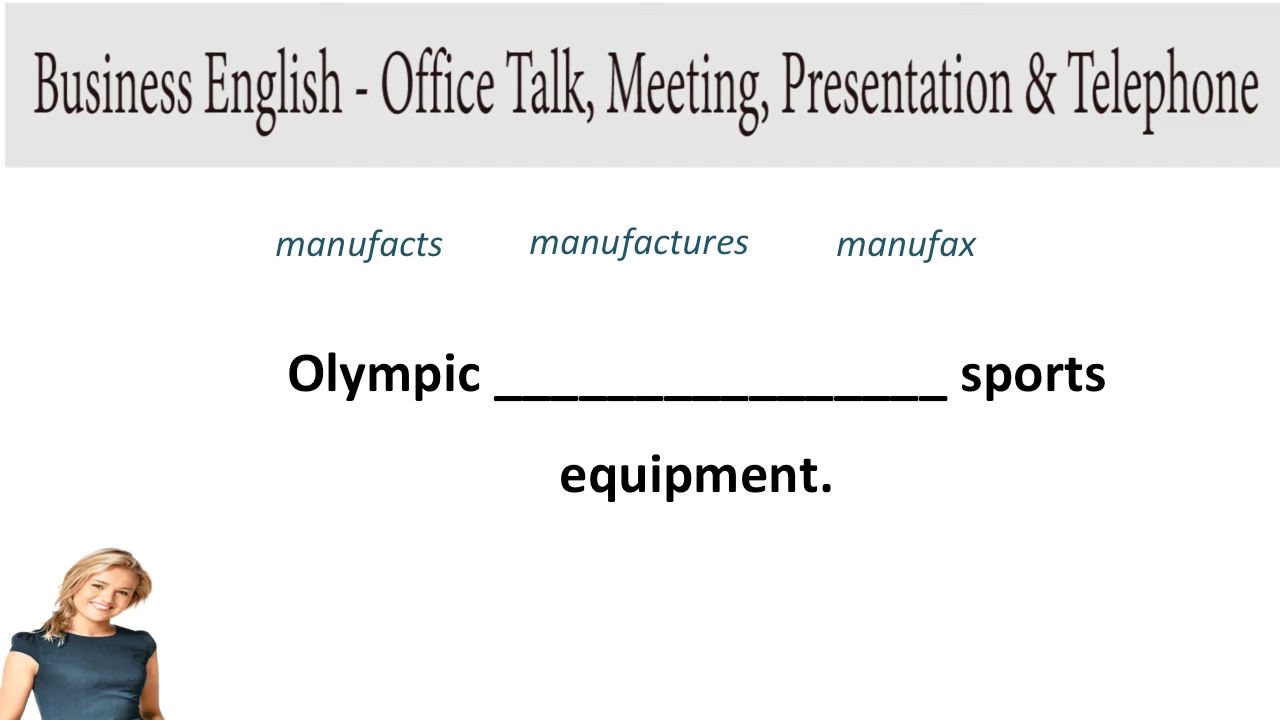 Business English - Office Talk, Meeting, Presentation & Telephone
manufacts manufactures manufax
Olympic ________________ sports
equipment.